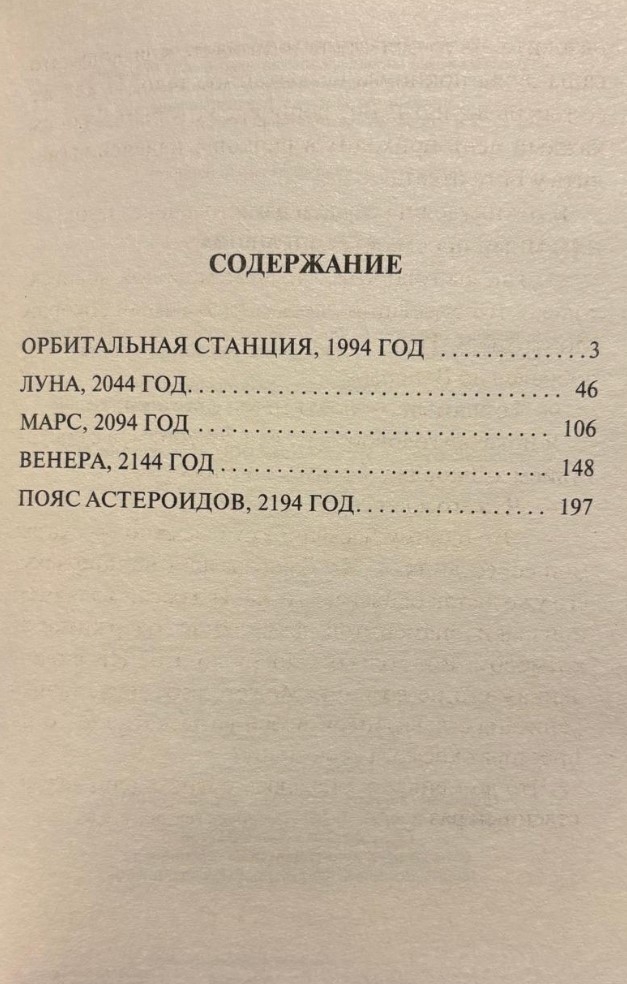 СОДЕРЖАНИЕ
ОРБИТАЛЬНАЯ СТАНЦИЯ, 1994 ГОД .............3
ЛУНА, 2044 ГОД.................................. 46
МАРС, 2094 ГОД ................................ 106
ВЕНЕРА, 2144 ГОД .............................. 148
ПОЯС АСТЕРОИДОВ, 2194 ГОД.................. 197